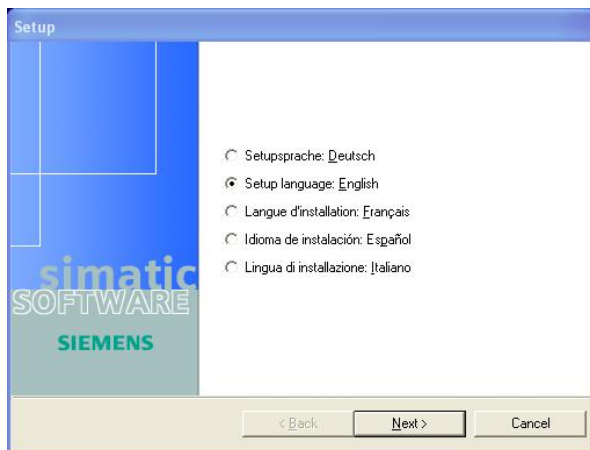 Setup
Setupsprache: Deutsch
Setup language: English
Langue d'installation: Français
Idioma de instalación: Español
Lingua di installazione: Italiano
simatic
SOFTWARE
SIEMENS
< Back
Next >
Cancel